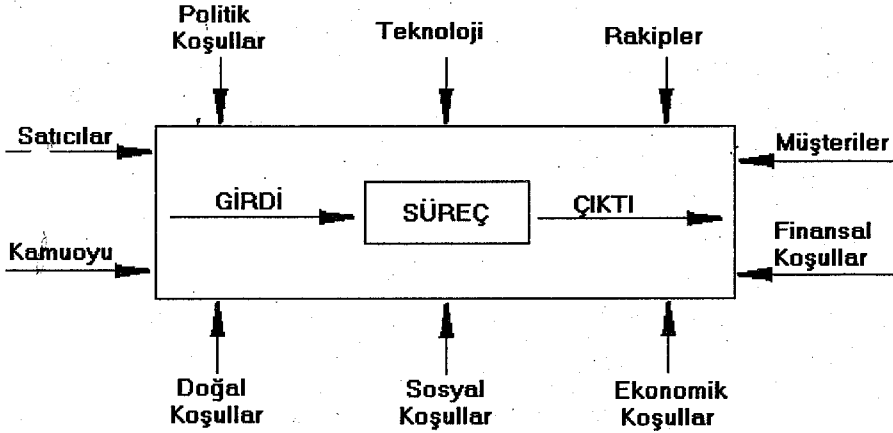 Politik
Koşullar
Teknoloji
Rakipler
Satıcılar
Müşteriler
GİRDİ
SÜREÇ
ÇIKTI
Kamuoyu
Finansal
Koşullar
Doğal
Koşullar
Sosyal
Koşullar
Ekonomik
Koşullar